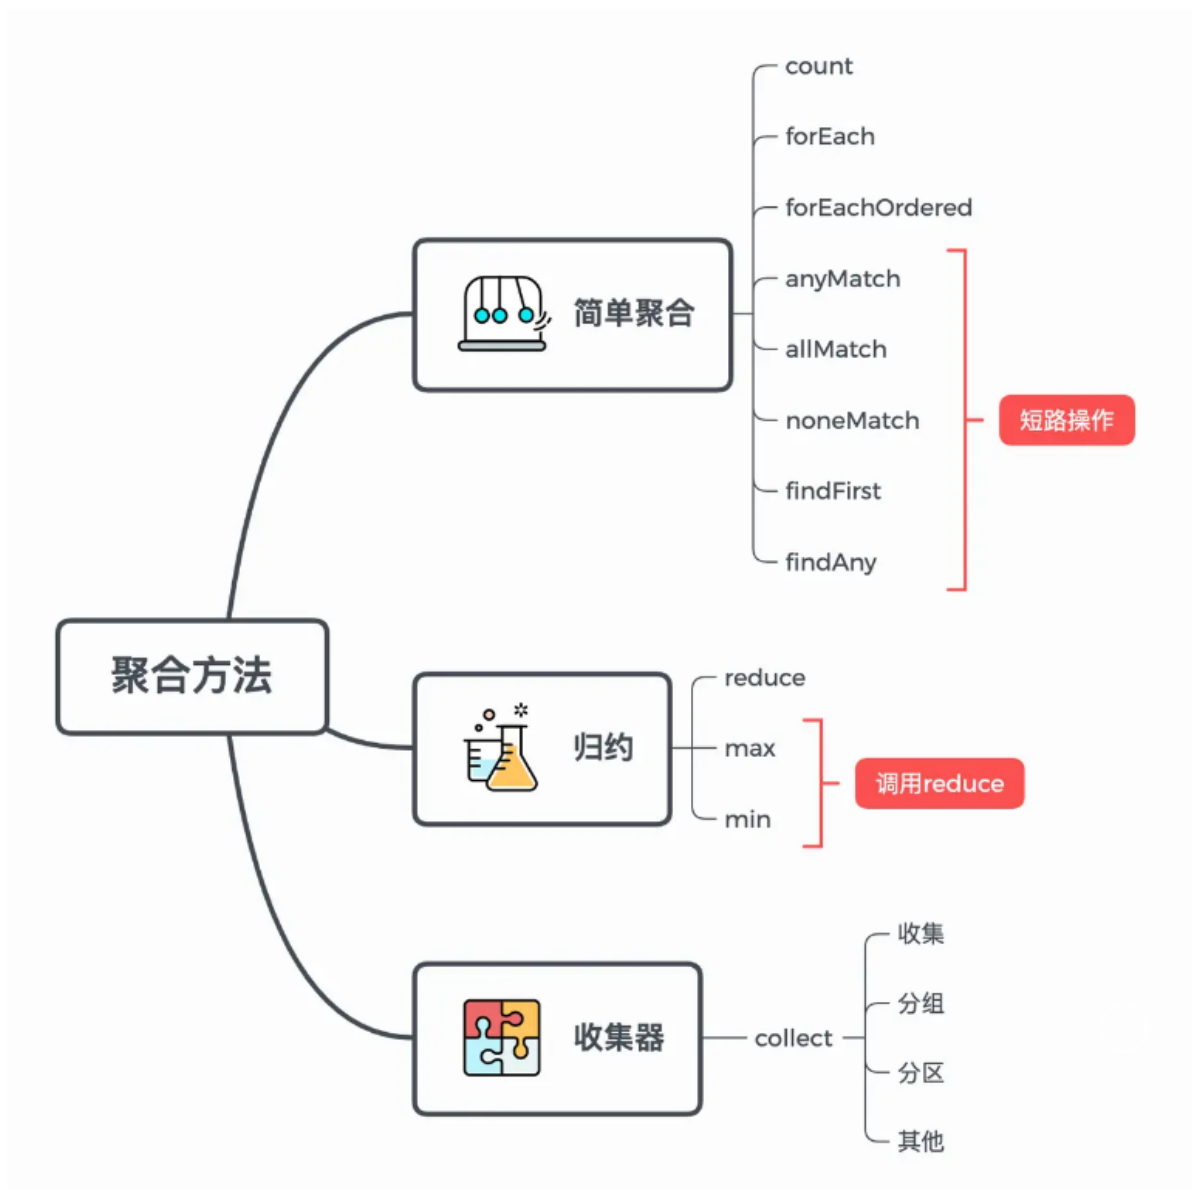 聚合方法
简单聚合
count
forEach
forEachOrdered
anyMatch
allMatch
noneMatch
findFirst
findAny
短路操作
归约
reduce
max
min
调用reduce
收集器
collect
收集
分组
分区
其他